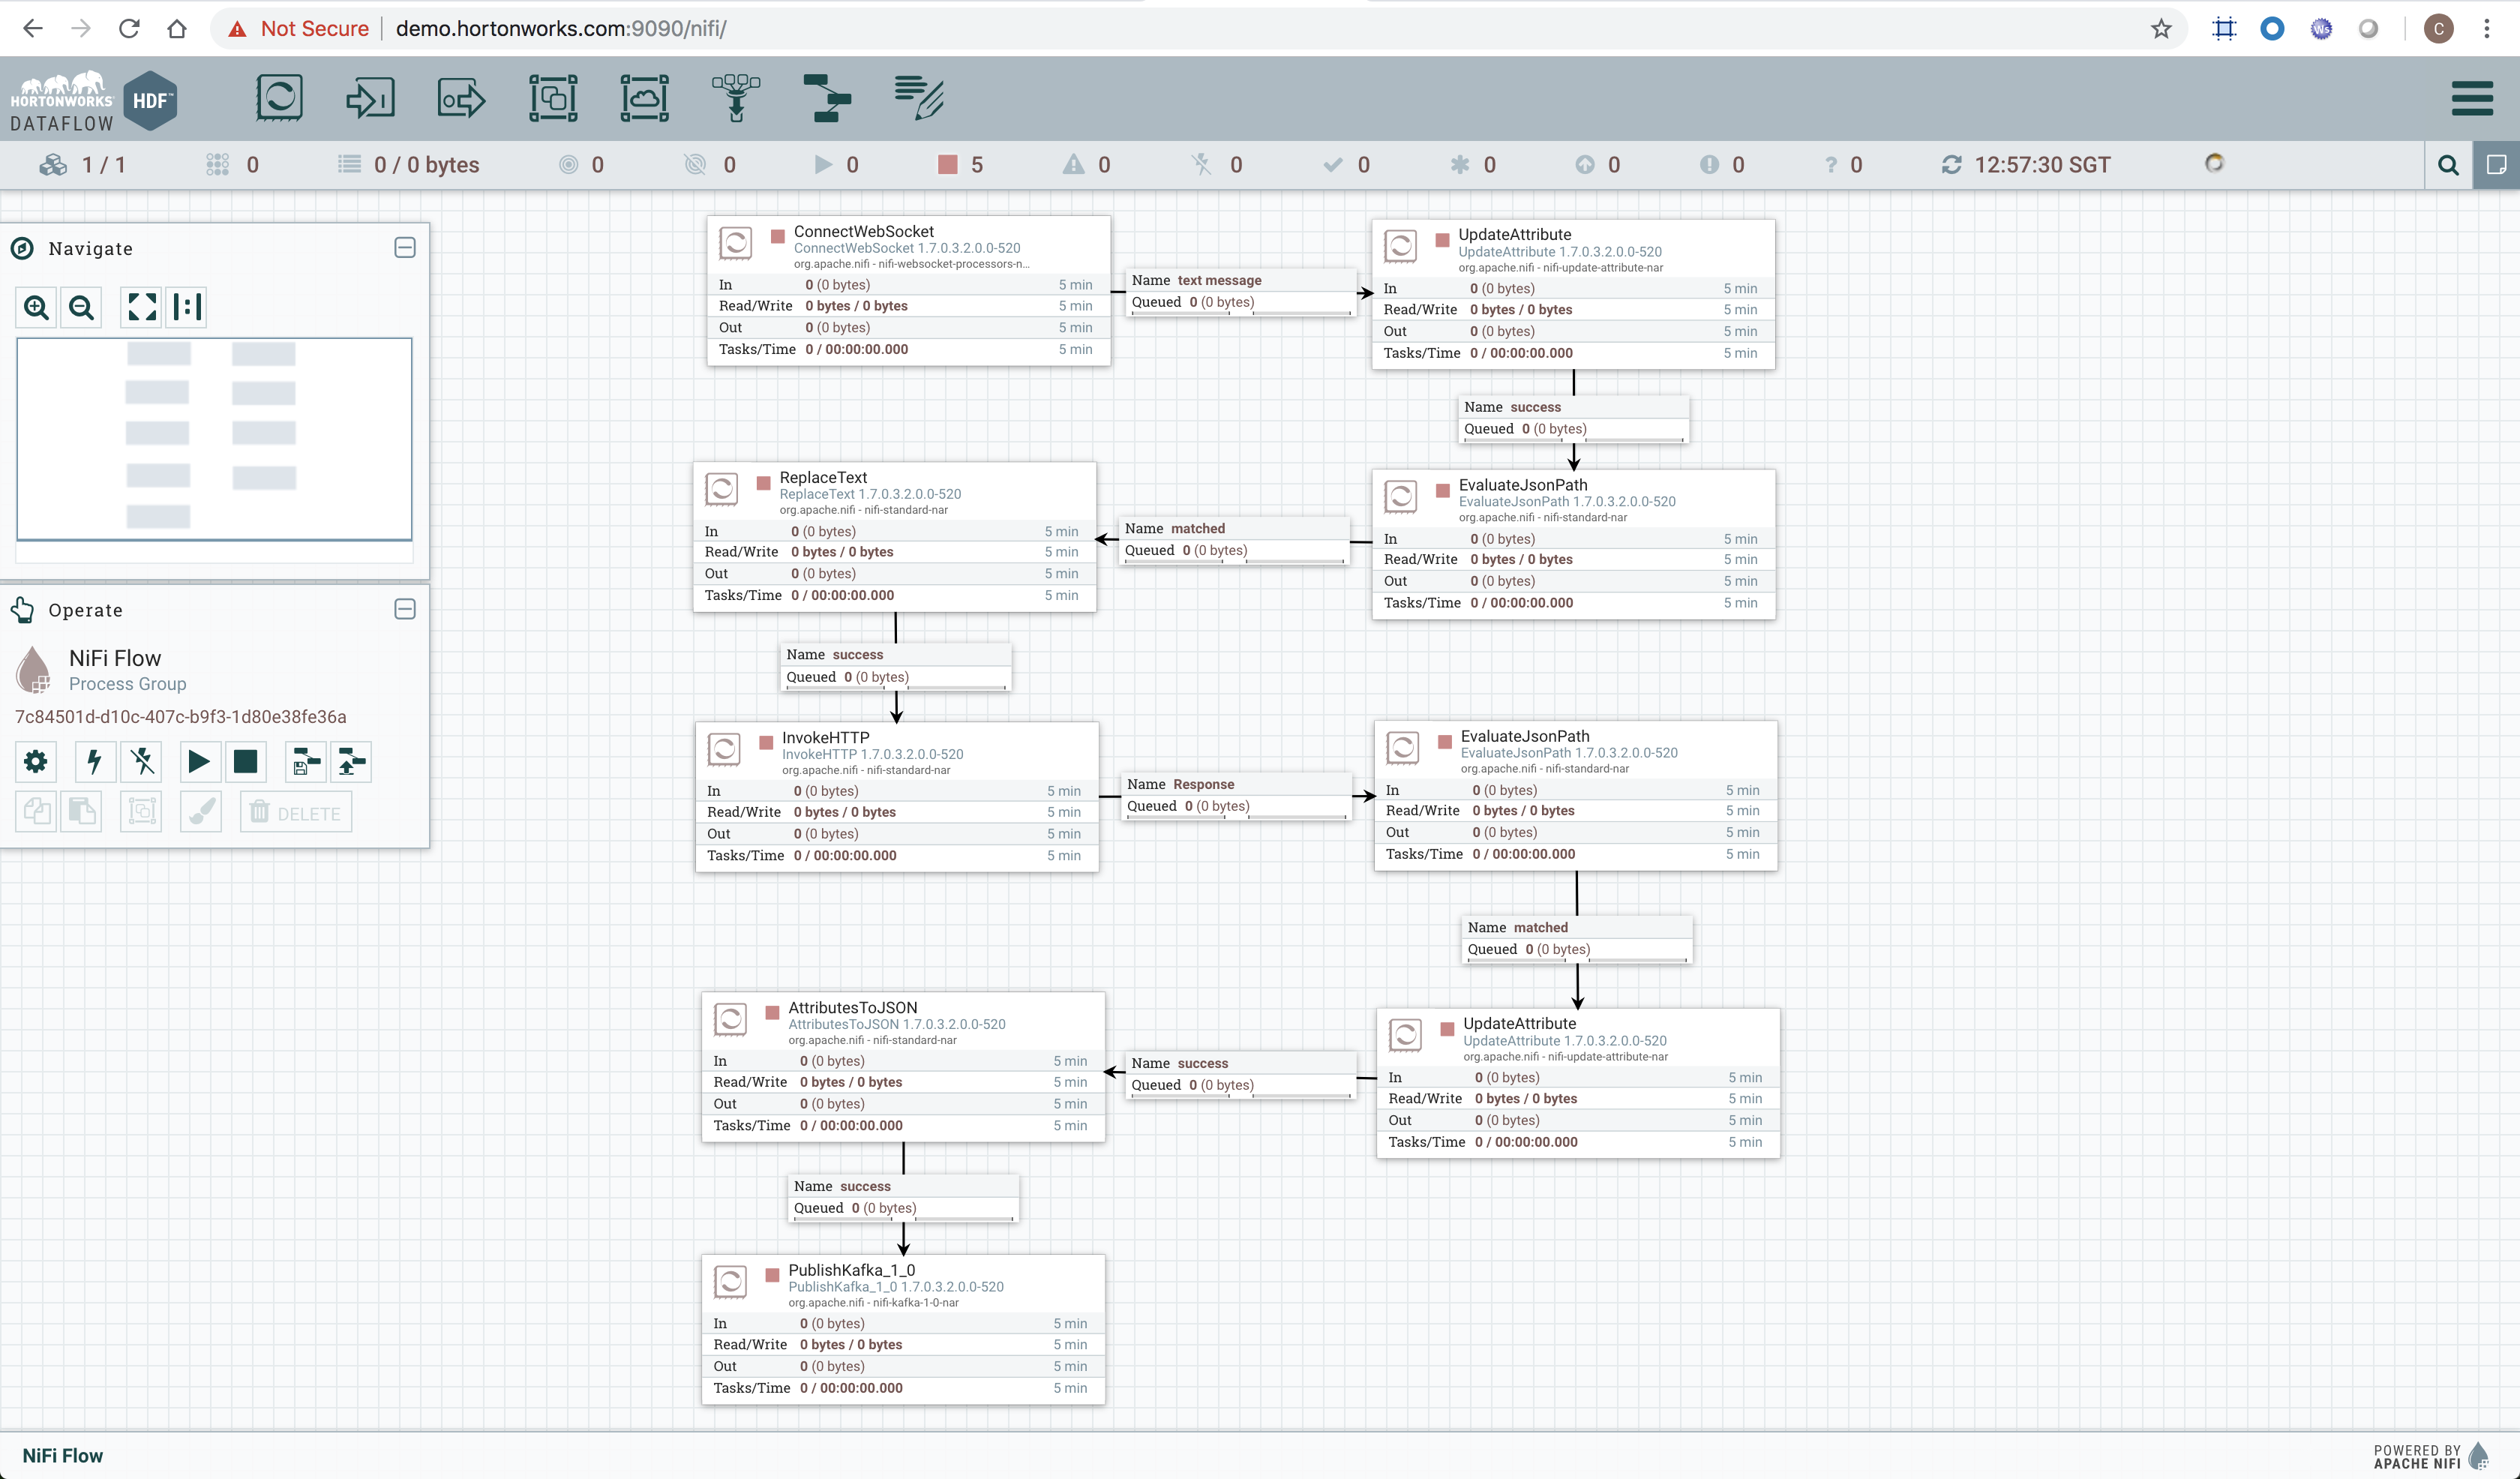 Not Secure demo.hortonworks.com:9090/nifi/ C
HORTONWORKS HDF™
DATAFLOW
1 / 1 0 0 / 0 bytes 0 0 0 5 0 0 0 0 0 0 ? 0 12:57:30 SGT
Navigate
Operate
NiFi Flow
Process Group
7c84501d-d10c-407c-b9f3-1d80e38fe36a
DELETE
ConnectWebSocket
ConnectWebSocket 1.7.0.3.2.0.0-520
org.apache.nifi - nifi-websocket-processors-n...
In 0 (0 bytes) 5 min
Read/Write 0 bytes / 0 bytes 5 min
Out 0 (0 bytes) 5 min
Tasks/Time 0 / 00:00:00.000 5 min
Name text message
Queued 0 (0 bytes)
UpdateAttribute
UpdateAttribute 1.7.0.3.2.0.0-520
org.apache.nifi - nifi-update-attribute-nar
In 0 (0 bytes) 5 min
Read/Write 0 bytes / 0 bytes 5 min
Out 0 (0 bytes) 5 min
Tasks/Time 0 / 00:00:00.000 5 min
Name success
Queued 0 (0 bytes)
EvaluateJsonPath
EvaluateJsonPath 1.7.0.3.2.0.0-520
org.apache.nifi - nifi-standard-nar
In 0 (0 bytes) 5 min
Read/Write 0 bytes / 0 bytes 5 min
Out 0 (0 bytes) 5 min
Tasks/Time 0 / 00:00:00.000 5 min
Name matched
Queued 0 (0 bytes)
ReplaceText
ReplaceText 1.7.0.3.2.0.0-520
org.apache.nifi - nifi-standard-nar
In 0 (0 bytes) 5 min
Read/Write 0 bytes / 0 bytes 5 min
Out 0 (0 bytes) 5 min
Tasks/Time 0 / 00:00:00.000 5 min
Name success
Queued 0 (0 bytes)
InvokeHTTP
InvokeHTTP 1.7.0.3.2.0.0-520
org.apache.nifi - nifi-standard-nar
In 0 (0 bytes) 5 min
Read/Write 0 bytes / 0 bytes 5 min
Out 0 (0 bytes) 5 min
Tasks/Time 0 / 00:00:00.000 5 min
Name Response
Queued 0 (0 bytes)
EvaluateJsonPath
EvaluateJsonPath 1.7.0.3.2.0.0-520
org.apache.nifi - nifi-standard-nar
In 0 (0 bytes) 5 min
Read/Write 0 bytes / 0 bytes 5 min
Out 0 (0 bytes) 5 min
Tasks/Time 0 / 00:00:00.000 5 min
Name matched
Queued 0 (0 bytes)
UpdateAttribute
UpdateAttribute 1.7.0.3.2.0.0-520
org.apache.nifi - nifi-update-attribute-nar
In 0 (0 bytes) 5 min
Read/Write 0 bytes / 0 bytes 5 min
Out 0 (0 bytes) 5 min
Tasks/Time 0 / 00:00:00.000 5 min
Name success
Queued 0 (0 bytes)
AttributesToJSON
AttributesToJSON 1.7.0.3.2.0.0-520
org.apache.nifi - nifi-standard-nar
In 0 (0 bytes) 5 min
Read/Write 0 bytes / 0 bytes 5 min
Out 0 (0 bytes) 5 min
Tasks/Time 0 / 00:00:00.000 5 min
Name success
Queued 0 (0 bytes)
PublishKafka_1_0
PublishKafka_1_0 1.7.0.3.2.0.0-520
org.apache.nifi - nifi-kafka-1-0-nar
In 0 (0 bytes) 5 min
Read/Write 0 bytes / 0 bytes 5 min
Out 0 (0 bytes) 5 min
Tasks/Time 0 / 00:00:00.000 5 min
NiFi Flow
POWERED BY
APACHE NIFI